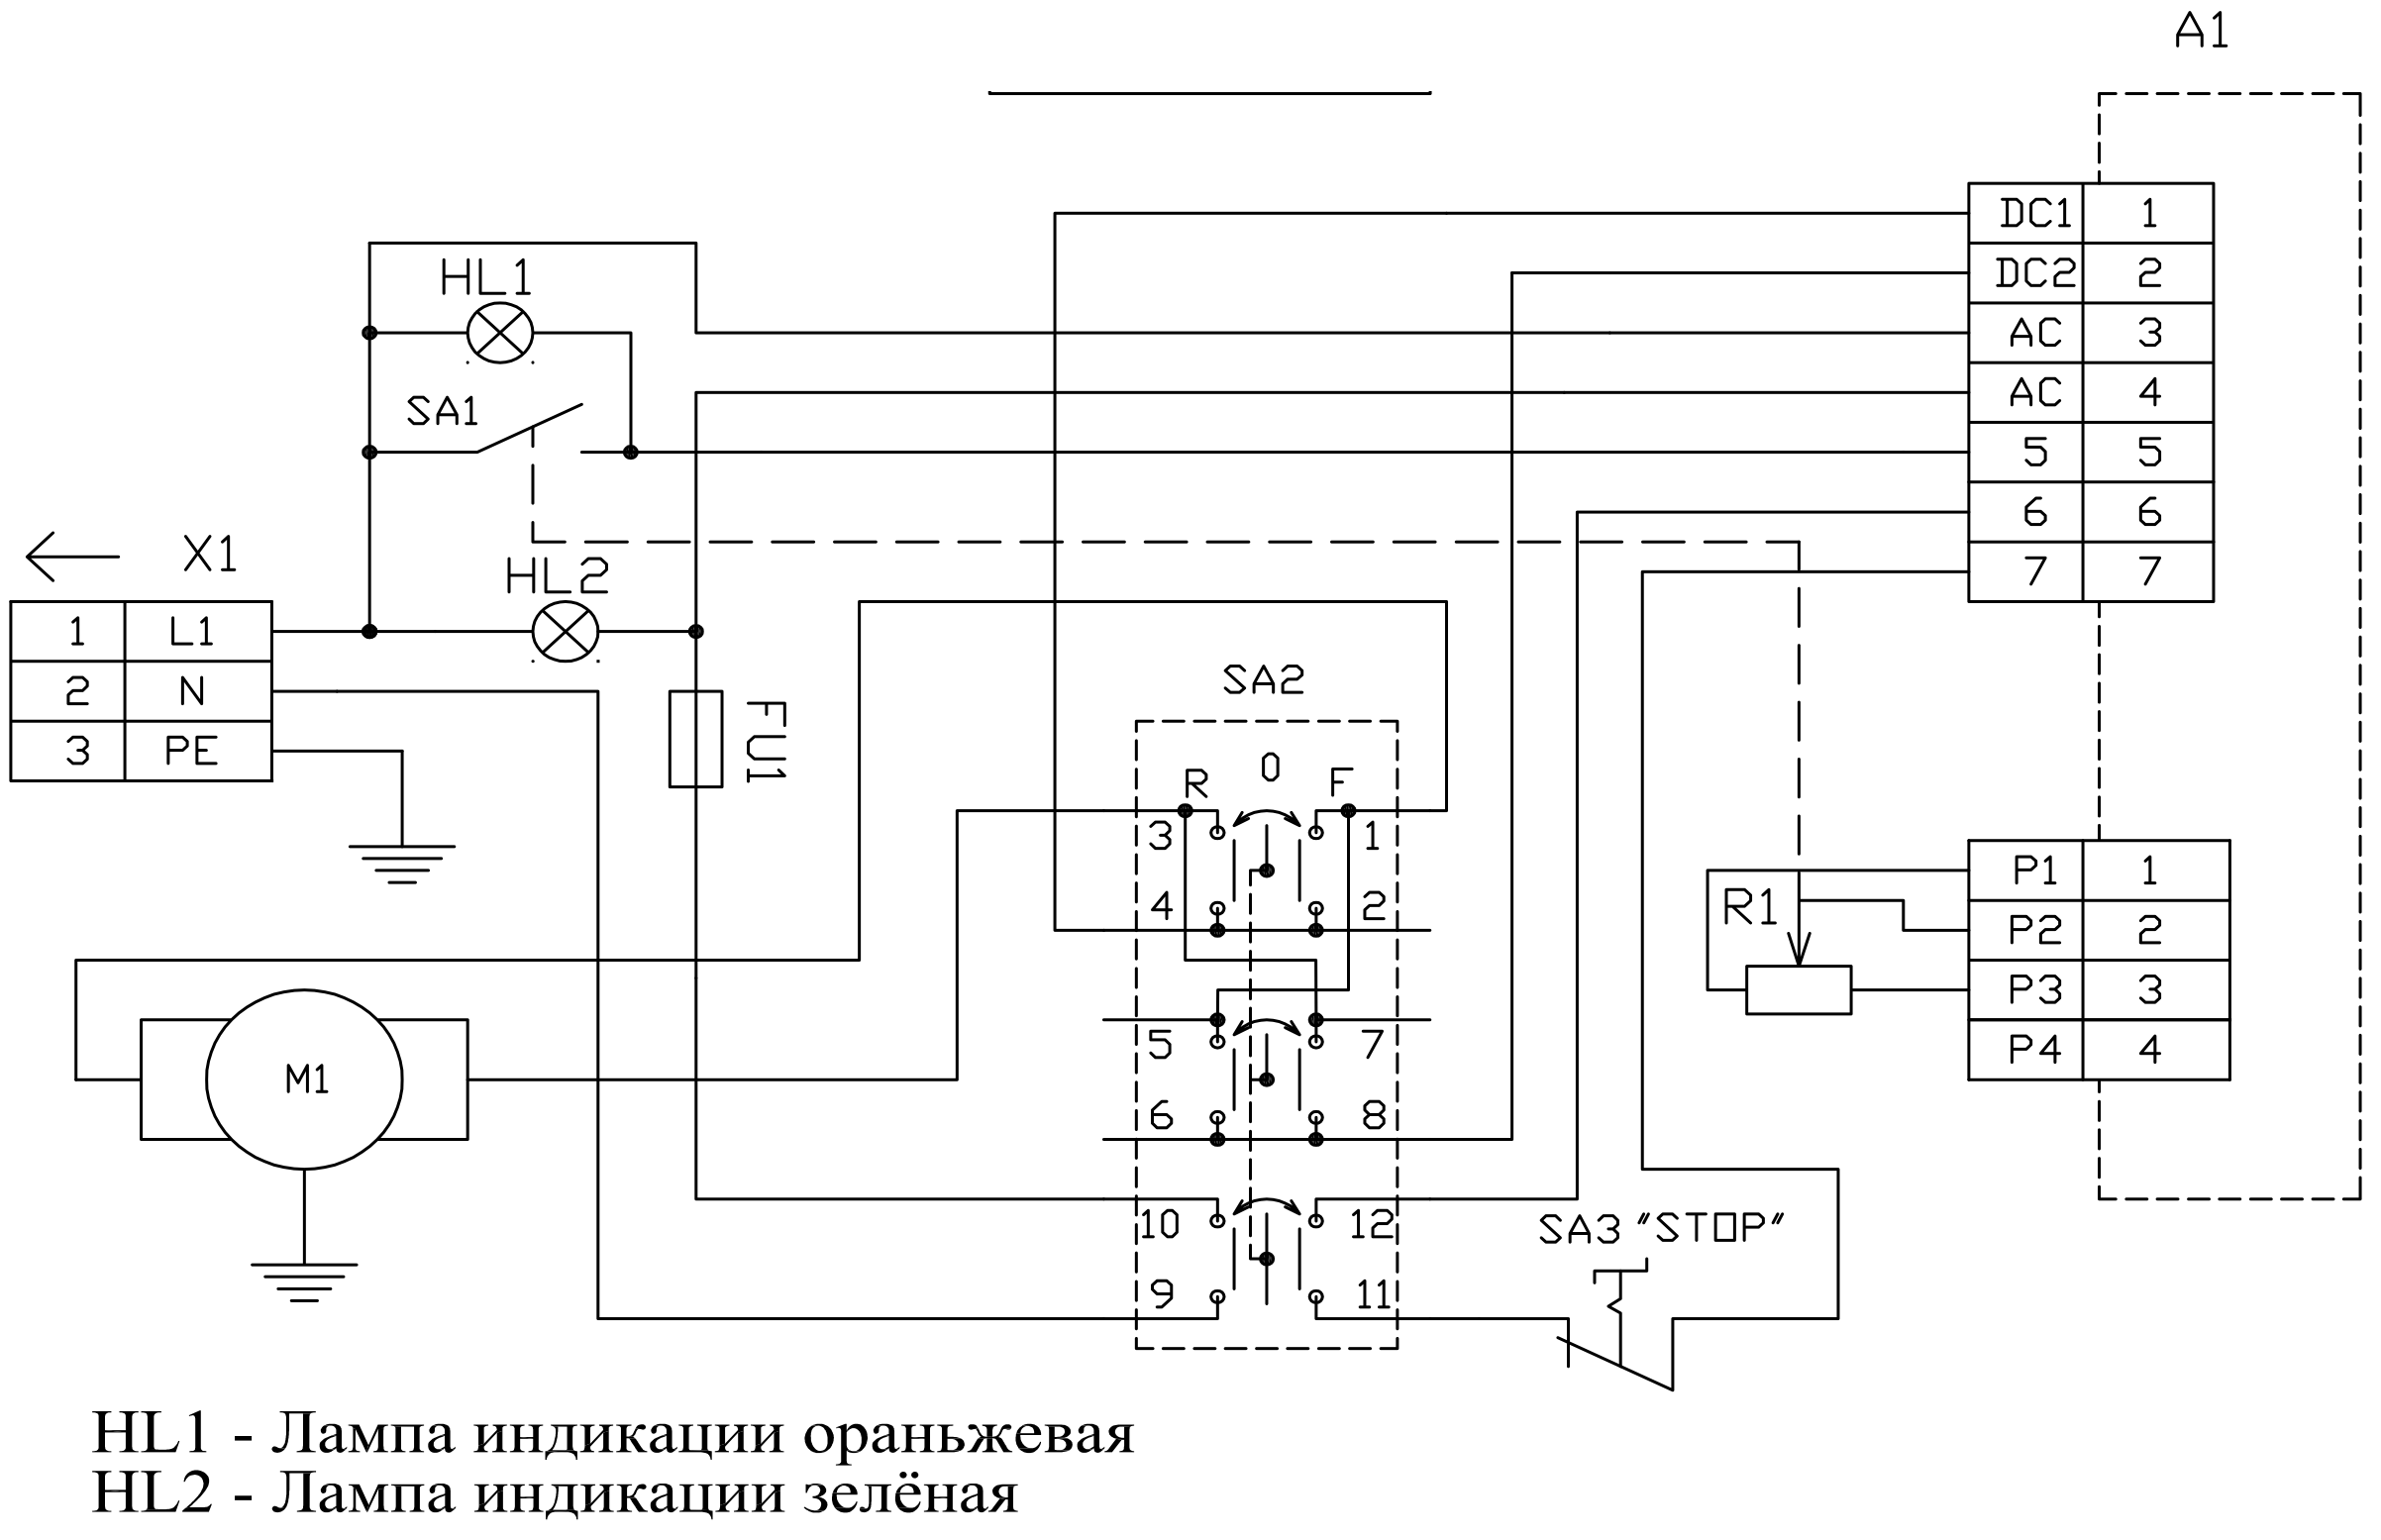 A1
DC1 1
DC2 2
HL1
AC 3
SA1
AC 4
5 5
6 6
X1
HL2
7 7
1 L1
2 N
3 PE
FU1
SA2
R 0 F
3 1
4 2
P1 1
R1
P2 2
P3 3
P4 4
M1
5 7
6 8
10 12
SA3 "STOP"
9 11
HL1 - Лампа индикации ораньжевая
HL2 - Лампа индикации зелёная